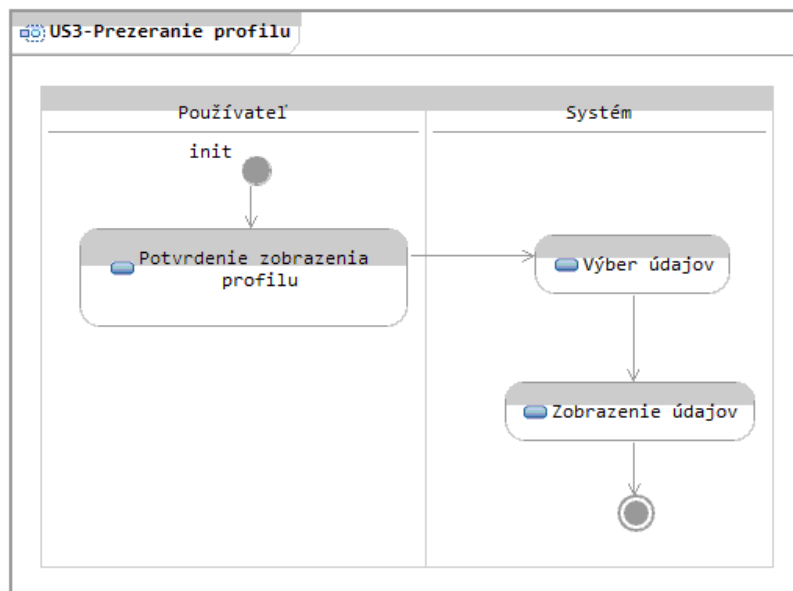 US3-Prezeranie profilu
Používateľ
Systém
init
Potvrdenie zobrazenia
profilu
Výber údajov
Zobrazenie údajov